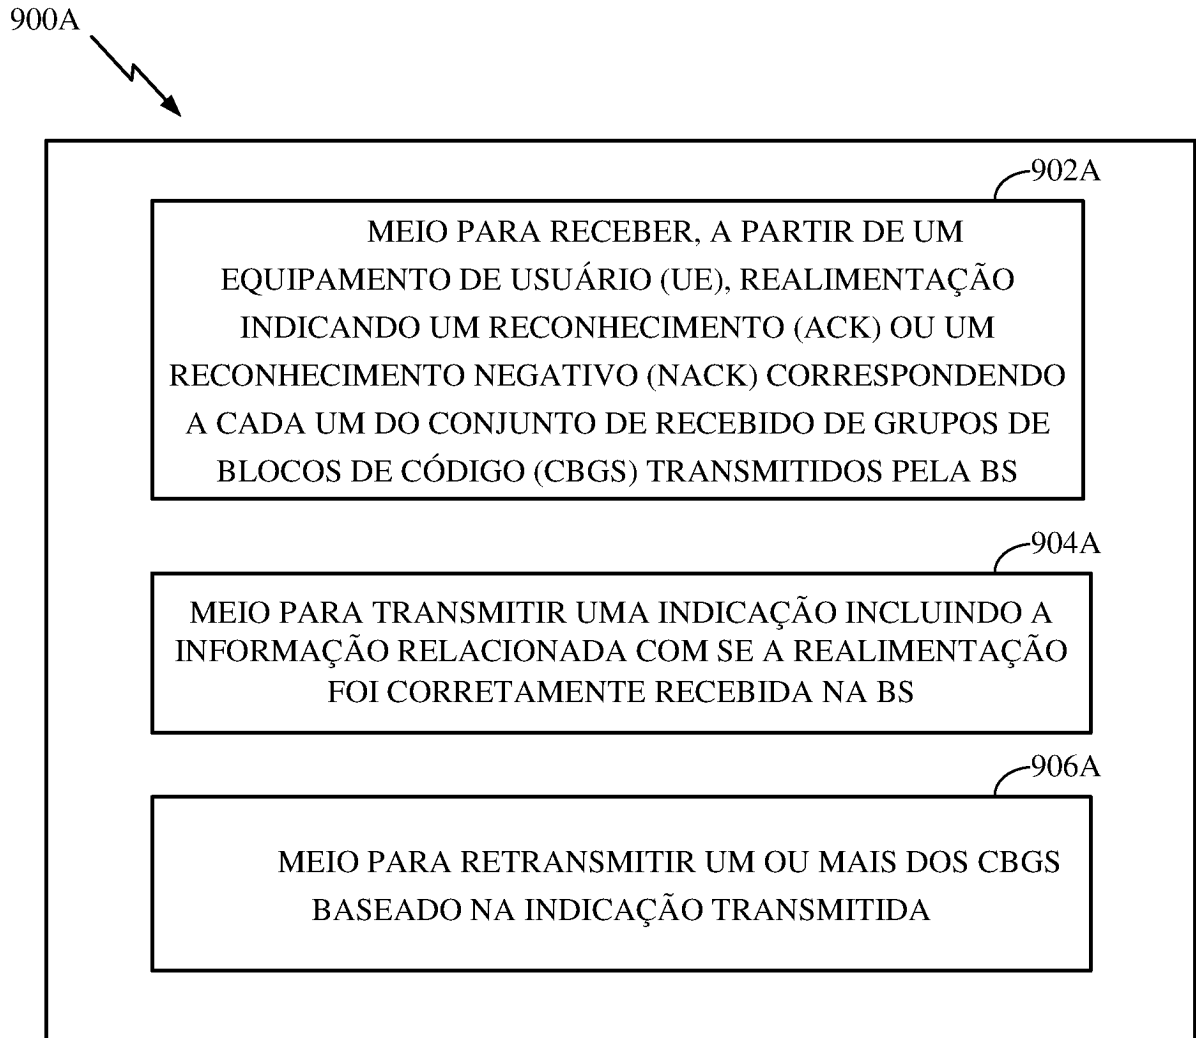 900A
902A
MEIO PARA RECEBER, A PARTIR DE UM
EQUIPAMENTO DE USUÁRIO (UE), REALIMENTAÇÃO
INDICANDO UM RECONHECIMENTO (ACK) OU UM
RECONHECIMENTO NEGATIVO (NACK) CORRESPONDENDO
A CADA UM DO CONJUNTO DE RECEBIDO DE GRUPOS DE
BLOCOS DE CÓDIGO (CBGS) TRANSMITIDOS PELA BS
904A
MEIO PARA TRANSMITIR UMA INDICAÇÃO INCLUINDO A
INFORMAÇÃO RELACIONADA COM SE A REALIMENTAÇÃO
FOI CORRETAMENTE RECEBIDA NA BS
906A
MEIO PARA RETRANSMITIR UM OU MAIS DOS CBGS
BASEADO NA INDICAÇÃO TRANSMITIDA